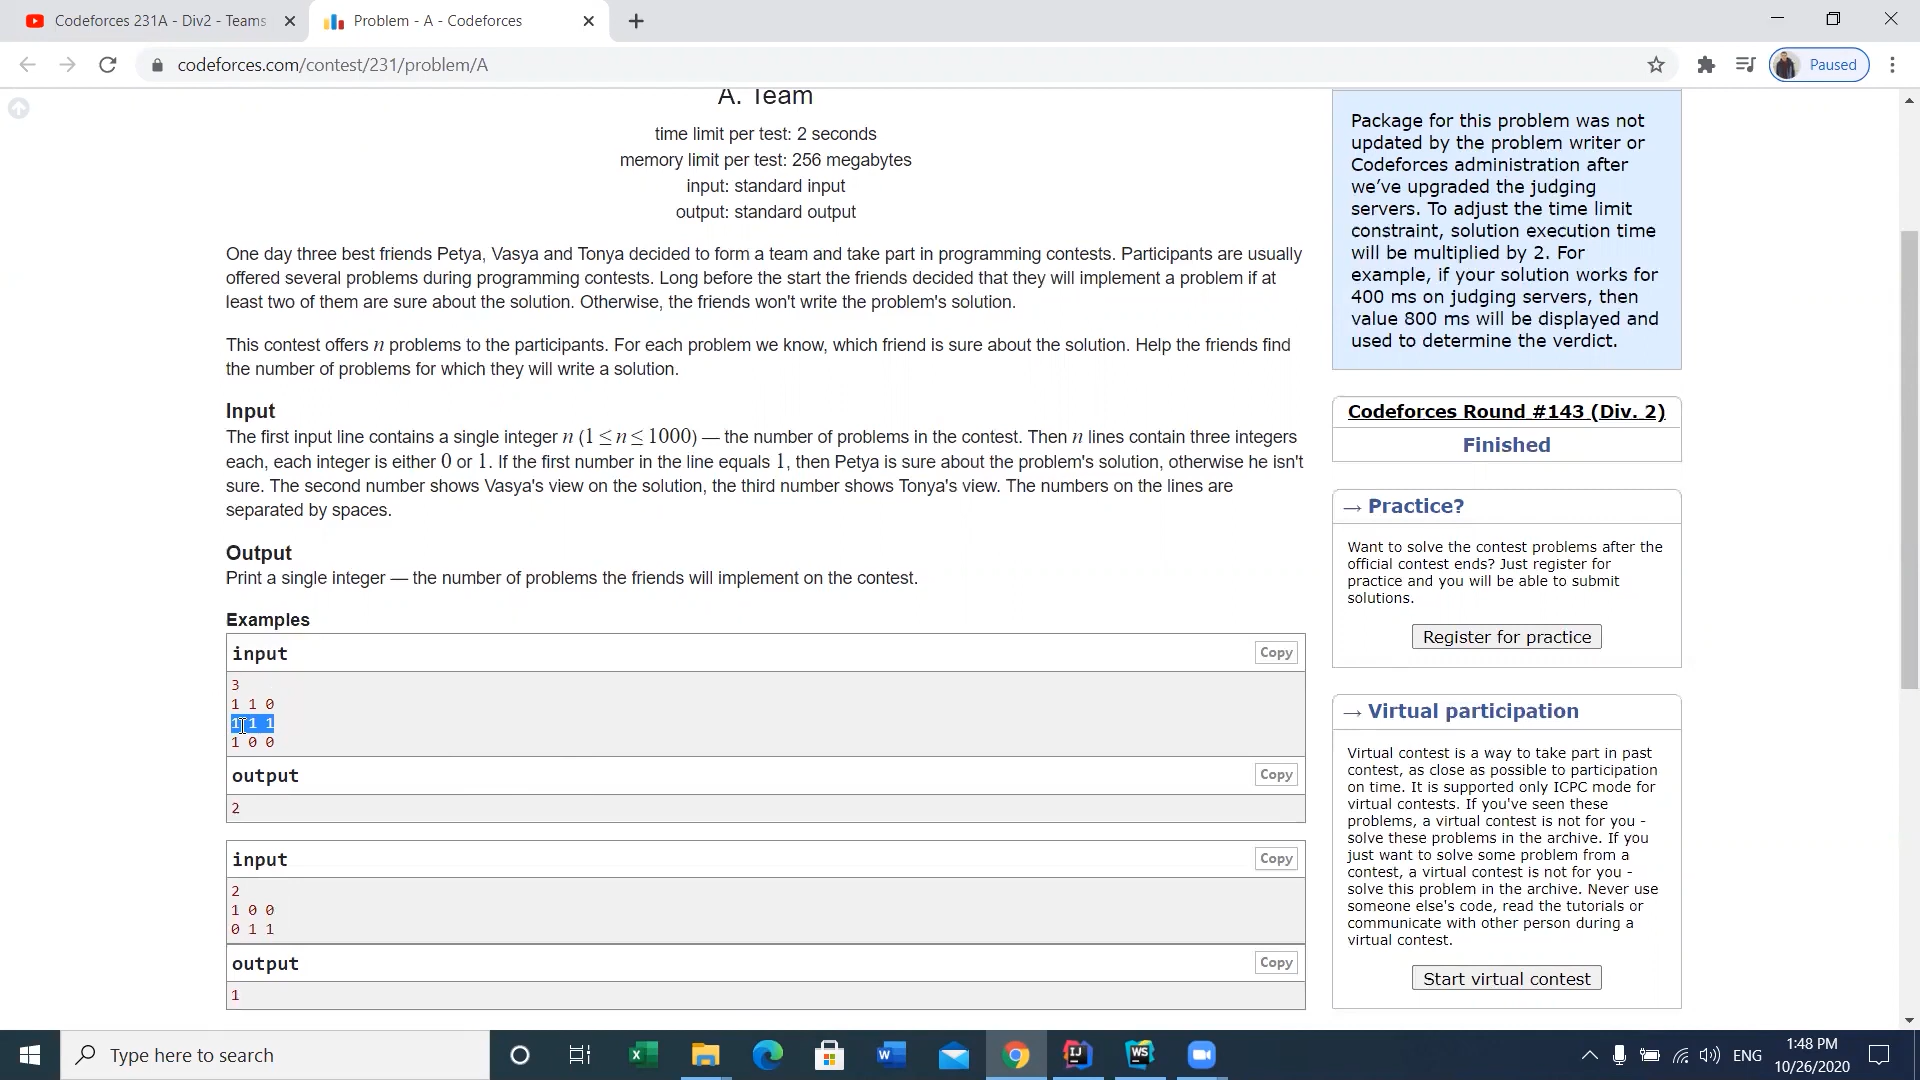 Codeforces 231A - Div2 - Teams
Problem - A - Codeforces
codeforces.com/contest/231/problem/A
Paused
A. Team
time limit per test: 2 seconds
memory limit per test: 256 megabytes
input: standard input
output: standard output
One day three best friends Petya, Vasya and Tonya decided to form a team and take part in programming contests. Participants are usually
offered several problems during programming contests. Long before the start the friends decided that they will implement a problem if at
least two of them are sure about the solution. Otherwise, the friends won't write the problem's solution.
This contest offers n problems to the participants. For each problem we know, which friend is sure about the solution. Help the friends find
the number of problems for which they will write a solution.
Input
The first input line contains a single integer n (1 ≤ n ≤ 1000) — the number of problems in the contest. Then n lines contain three integers
each, each integer is either 0 or 1. If the first number in the line equals 1, then Petya is sure about the problem's solution, otherwise he isn't
sure. The second number shows Vasya's view on the solution, the third number shows Tonya's view. The numbers on the lines are
separated by spaces.
Output
Print a single integer — the number of problems the friends will implement on the contest.
Examples
input
Copy
3
1 1 0
1 1 1
1 0 0
output
Copy
2
input
Copy
2
1 0 0
0 1 1
output
Copy
1
Package for this problem was not
updated by the problem writer or
Codeforces administration after
we've upgraded the judging
servers. To adjust the time limit
constraint, solution execution time
will be multiplied by 2. For
example, if your solution works for
400 ms on judging servers, then
value 800 ms will be displayed and
used to determine the verdict.
Codeforces Round #143 (Div. 2)
Finished
→ Practice?
Want to solve the contest problems after the
official contest ends? Just register for
practice and you will be able to submit
solutions.
Register for practice
→ Virtual participation
Virtual contest is a way to take part in past
contest, as close as possible to participation
on time. It is supported only ICPC mode for
virtual contests. If you've seen these
problems, a virtual contest is not for you -
solve these problems in the archive. If you
just want to solve some problem from a
contest, a virtual contest is not for you -
solve this problem in the archive. Never use
someone else's code, read the tutorials or
communicate with other person during a
virtual contest.
Start virtual contest
Type here to search
X
W
IJ
WS
ENG
1:48 PM
10/26/2020